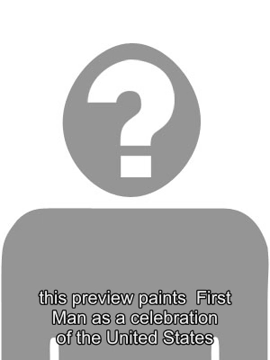 ?
this preview paints First
Man as a celebration
of the United States